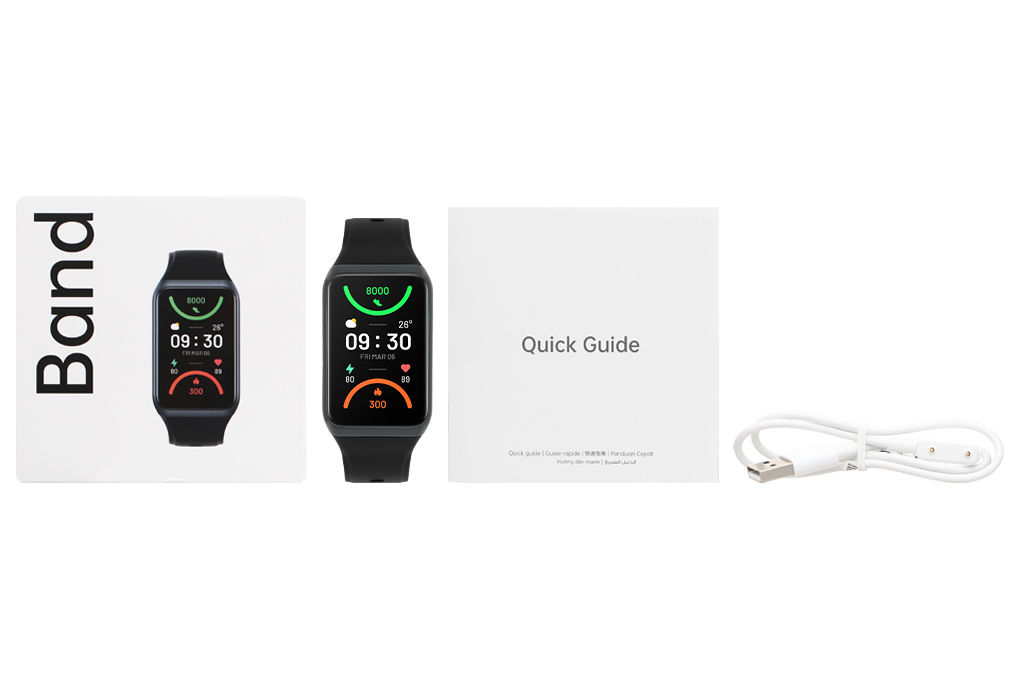 Band
8000
26°
09:30
FRI MAR 06
80 89
300
8000
26°
09:30
FRI MAR 06
80 89
300
Quick Guide
Quick guide | Guide rapide | 快速指南 | Panduan Cepat
Hướng dẫn nhanh | الدليل السريع